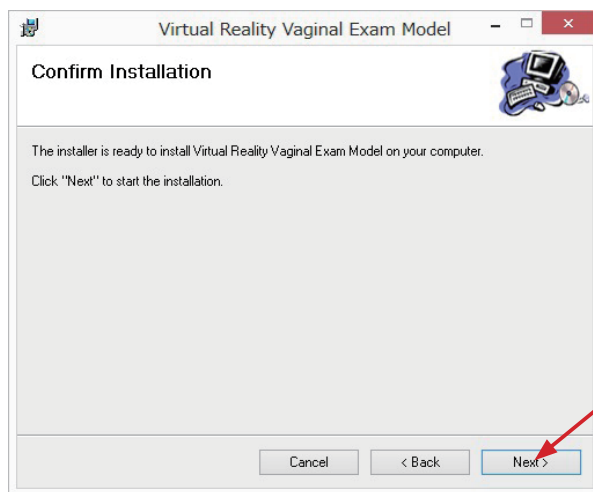 Virtual Reality Vaginal Exam Model
Confirm Installation
The installer is ready to install Virtual Reality Vaginal Exam Model on your computer.
Click "Next" to start the installation.
Cancel
< Back
Next >